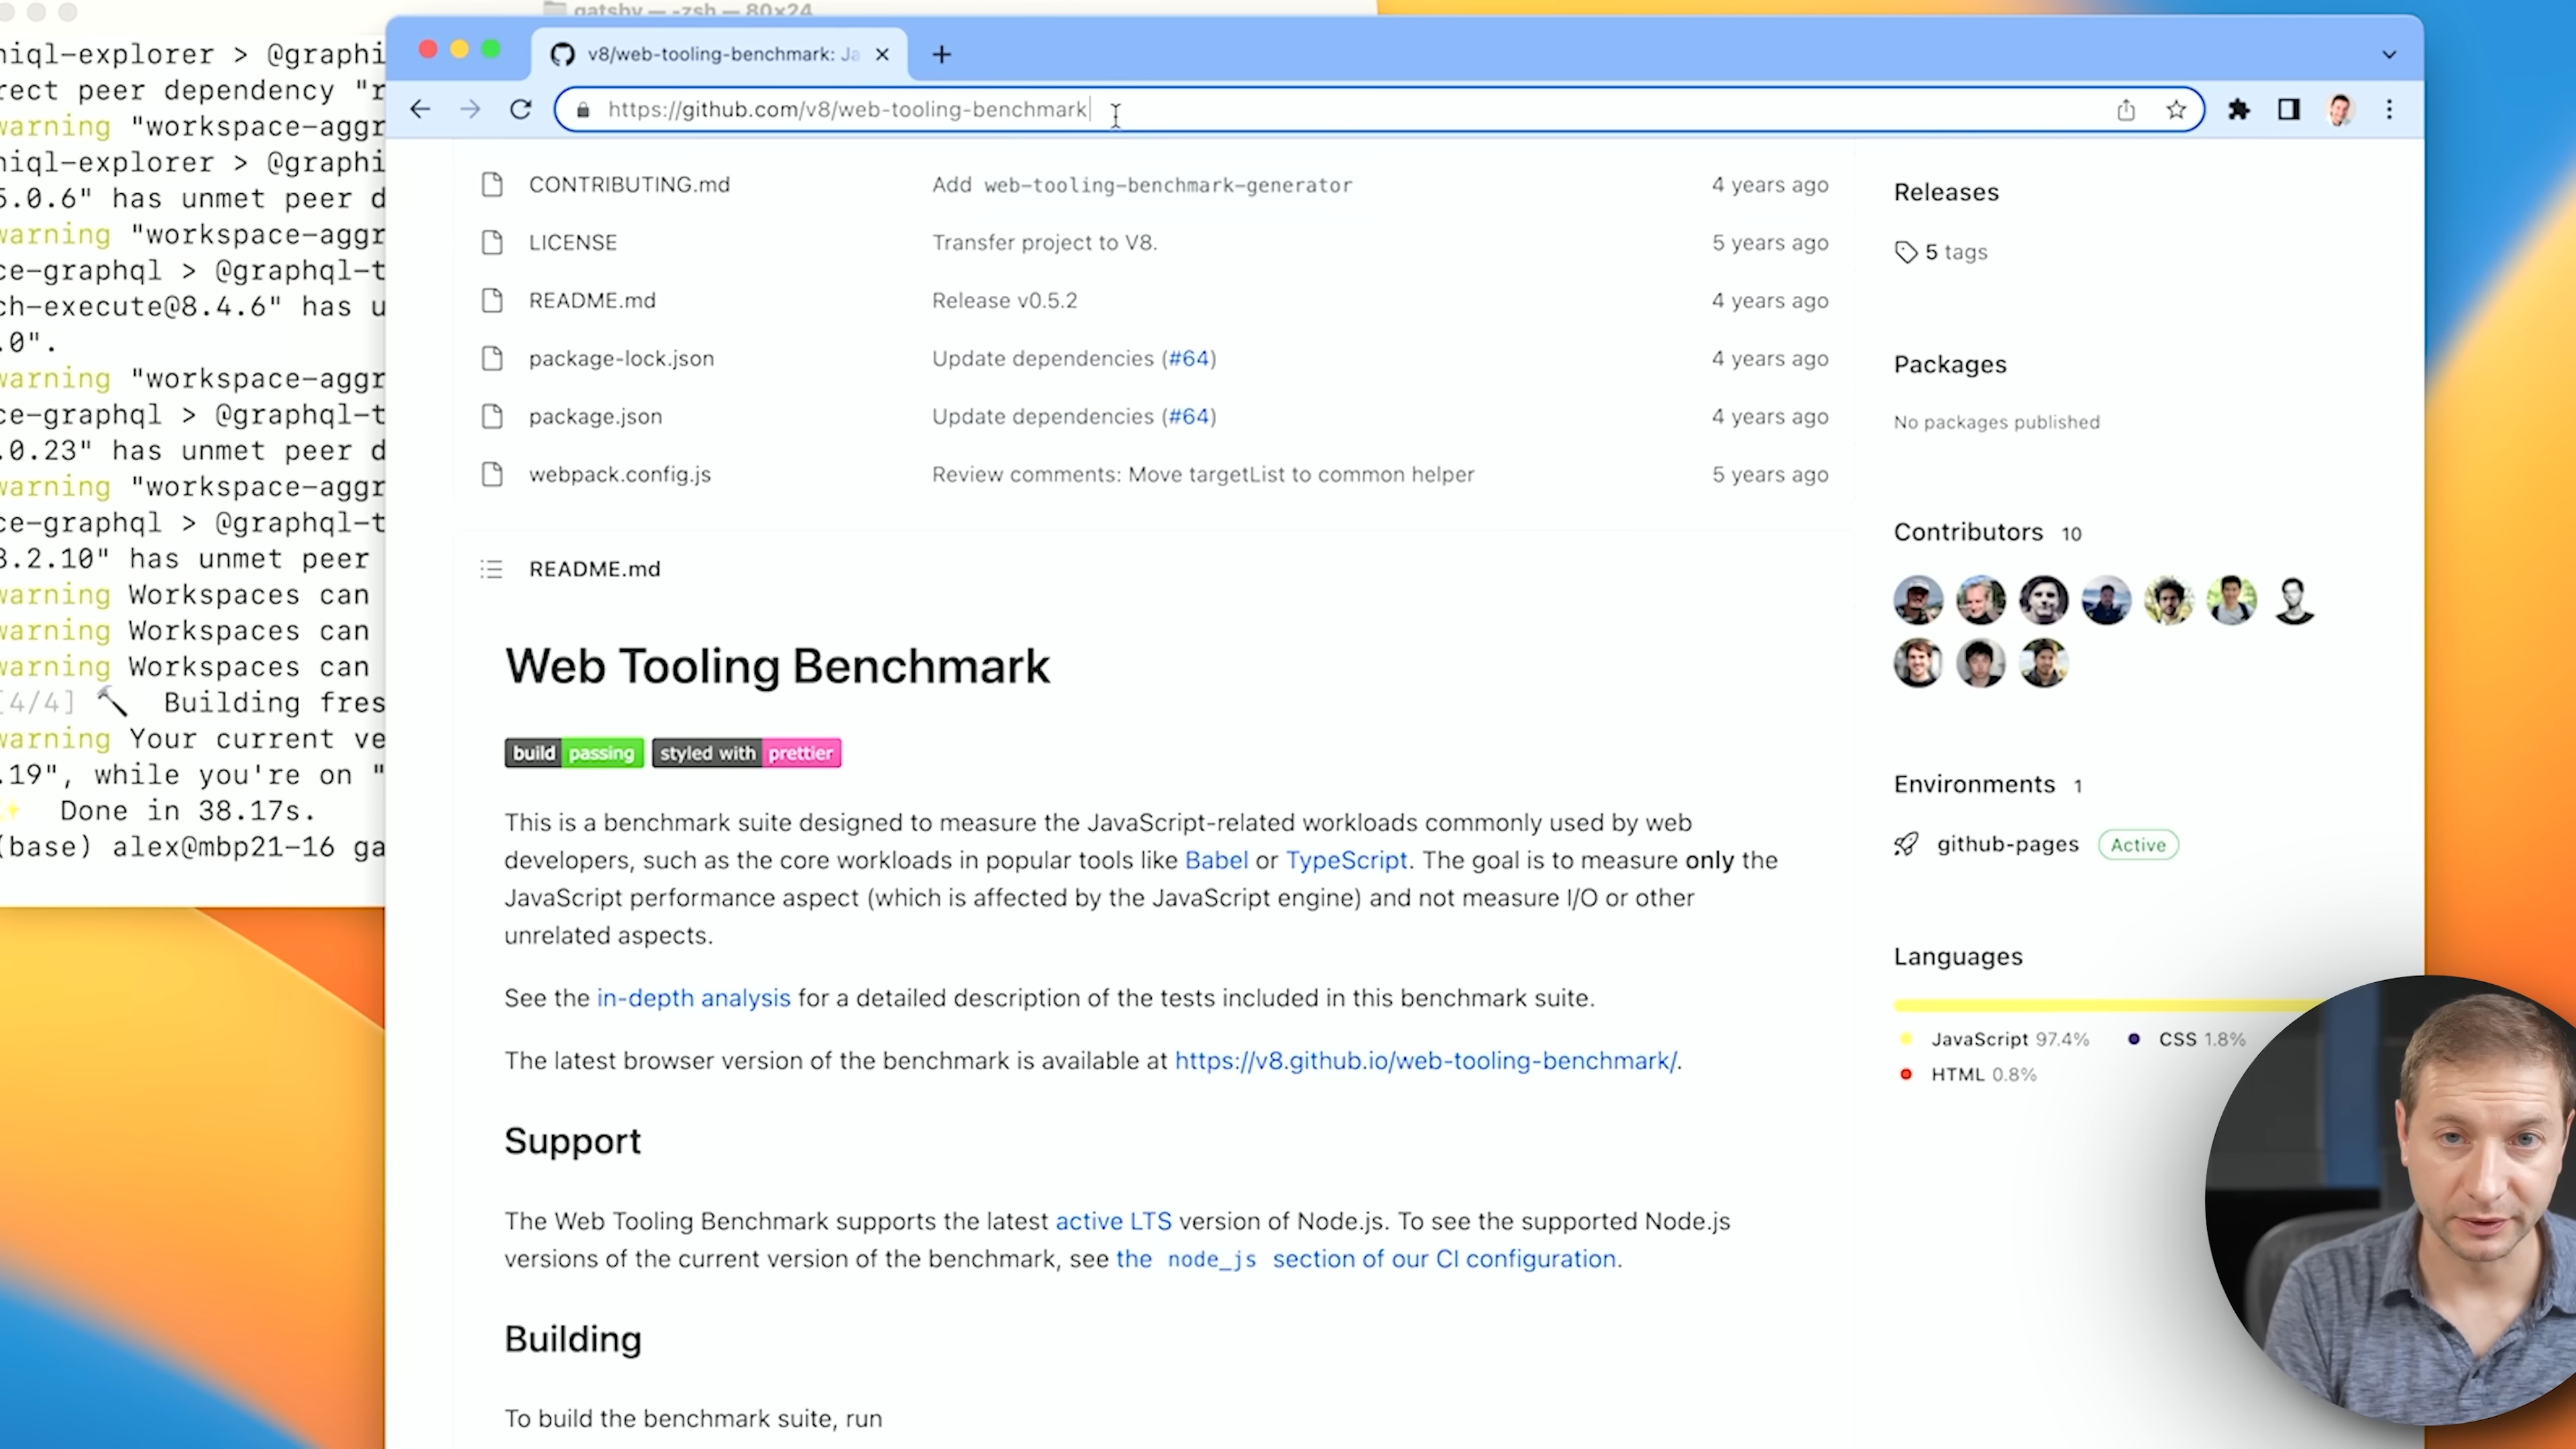 gatsby — -zsh — 80×24
niql-explorer > @graphi
rect peer dependency "r
warning "workspace-aggr
niql-explorer > @graphi
5.0.6" has unmet peer d
warning "workspace-aggr
ce-graphql > @graphql-t
ch-execute@8.4.6" has u
.0".
warning "workspace-aggr
ce-graphql > @graphql-t
.0.23" has unmet peer d
warning "workspace-aggr
ce-graphql > @graphql-t
3.2.10" has unmet peer
warning Workspaces can
warning Workspaces can
warning Workspaces can
[4/4] 🔨 Building fres
warning Your current ve
.19", while you're on "
✨ Done in 38.17s.
(base) alex@mbp21-16 ga
v8/web-tooling-benchmark: Ja
https://github.com/v8/web-tooling-benchmark
CONTRIBUTING.md Add web-tooling-benchmark-generator 4 years ago
LICENSE Transfer project to V8. 5 years ago
README.md Release v0.5.2 4 years ago
package-lock.json Update dependencies (#64) 4 years ago
package.json Update dependencies (#64) 4 years ago
webpack.config.js Review comments: Move targetList to common helper 5 years ago
README.md
Web Tooling Benchmark
build passing styled with prettier
This is a benchmark suite designed to measure the JavaScript-related workloads commonly used by web
developers, such as the core workloads in popular tools like Babel or TypeScript. The goal is to measure only the
JavaScript performance aspect (which is affected by the JavaScript engine) and not measure I/O or other
unrelated aspects.
See the in-depth analysis for a detailed description of the tests included in this benchmark suite.
The latest browser version of the benchmark is available at https://v8.github.io/web-tooling-benchmark/.
Support
The Web Tooling Benchmark supports the latest active LTS version of Node.js. To see the supported Node.js
versions of the current version of the benchmark, see the node_js section of our CI configuration.
Building
To build the benchmark suite, run
Releases
5 tags
Packages
No packages published
Contributors 10
Environments 1
github-pages Active
Languages
JavaScript 97.4% CSS 1.8%
HTML 0.8%